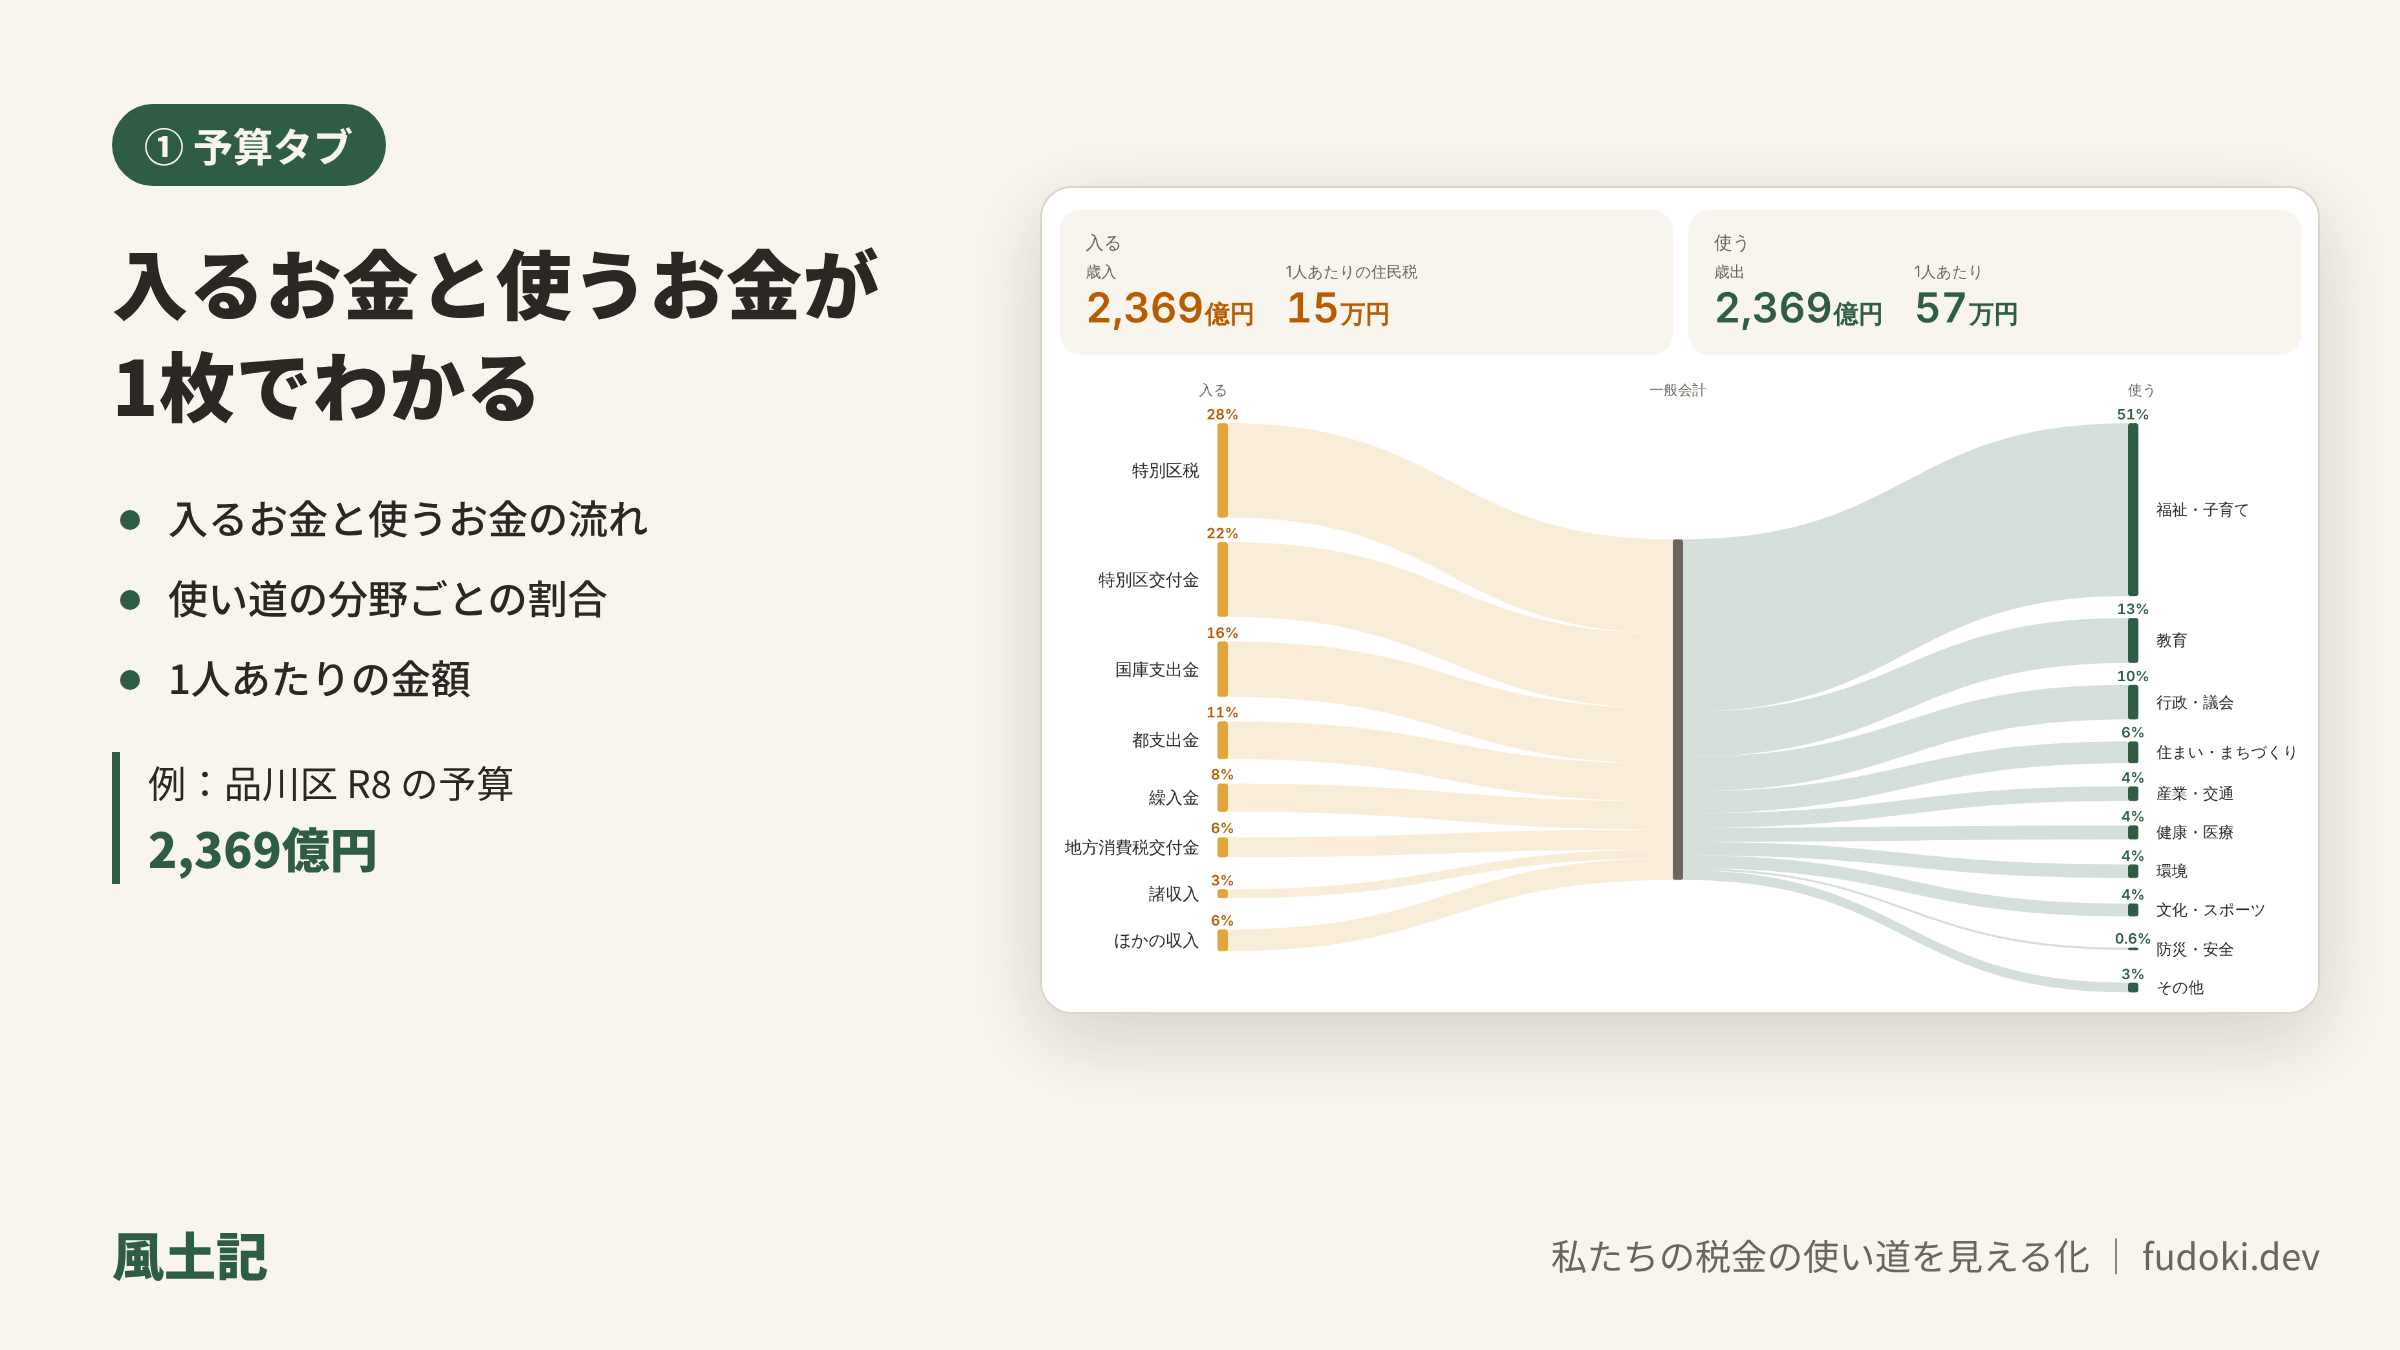 ① 予算タブ
入るお金と使うお金が
1枚でわかる
入るお金と使うお金の流れ
使い道の分野ごとの割合
1人あたりの金額
例：品川区 R8 の予算
2,369億円
入る
歳入
2,369億円
1人あたりの住民税
15万円
使う
歳出
2,369億円
1人あたり
57万円
入る
28%
特別区税
22%
特別区交付金
16%
国庫支出金
11%
都支出金
8%
繰入金
6%
地方消費税交付金
3%
諸収入
6%
ほかの収入
一般会計
使う
51%
福祉・子育て
13%
教育
10%
行政・議会
6%
住まい・まちづくり
4%
産業・交通
4%
健康・医療
4%
環境
4%
文化・スポーツ
0.6%
防災・安全
3%
その他
風土記
私たちの税金の使い道を見える化｜fudoki.dev